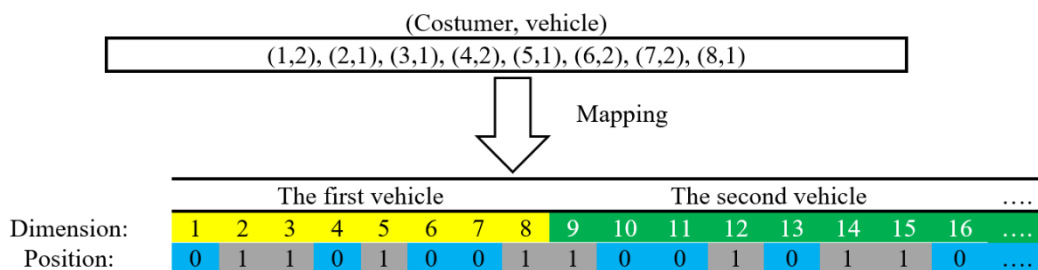 (Costumer, vehicle)
(1,2), (2,1), (3,1), (4,2), (5,1), (6,2), (7,2), (8,1)
Mapping
The first vehicle The second vehicle ....
Dimension: 1 2 3 4 5 6 7 8 9 10 11 12 13 14 15 16 ....
Position: 0 1 1 0 1 0 0 1 1 0 0 1 0 1 1 0 ....